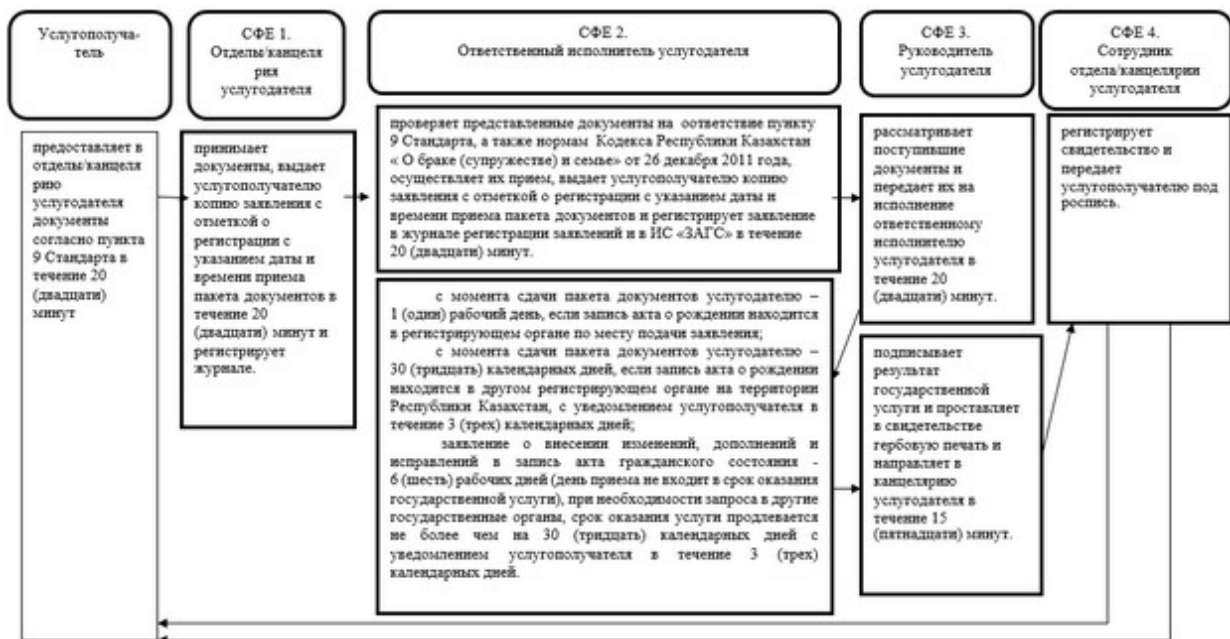 Услугополуча-
тель
СФЕ 1.
Отделы/канцеля
рия
услугодателя
СФЕ 2.
Ответственный исполнитель услугодателя
СФЕ 3.
Руководитель
услугодателя
СФЕ 4.
Сотрудник
отдела/канцелярии
услугодателя
предоставляет в
отделы/канцеля
рию
услугодателя
документы
согласно пункта
9 Стандарта в
течение 20
(двадцати)
минут
принимает
документы, выдает
услугополучателю
копию заявления с
отметкой о
регистрации с
указанием даты и
времени приема
пакета документов в
течение 20
(двадцати) минут и
регистрирует
журнале.
проверяет представленные документы на оответствие пункту
9 Стандарта, а также нормам Кодекса Республики Казахстан
« О браке (супружестве) и семье» от 26 декабря 2011 года,
осуществляет их прием, выдает услугополучателю копию
заявления с отметкой о регистрации с указанием даты и
времени приема пакета документов и регистрирует заявление
в журнале регистрации заявлений и в ИС «ЗАГС» в течение
20 (двадцати) минут.
с момента сдачи пакета документов услугодателю –
1 (один) рабочий день, если запись акта о рождении находится
в регистрирующем органе по месту подачи заявления;
с момента сдачи пакета документов услугодателю –
30 (тридцать) календарных дней, если запись акта о рождении
находится в другом регистрирующем органе на территории
Республики Казахстан, с уведомлением услугополучателя в
течение 3 (трех) календарных дней;
заявление о внесении изменений, дополнений и
исправлений в запись акта гражданского состояния -
6 (шесть) рабочих дней (день приема не входит в срок оказания
государственной услуги), при необходимости запроса в другие
государственные органы, срок оказания услуги продлевается
не более чем на 30 (тридцать) календарных дней с
уведомлением услугополучателя в течение 3 (трех)
календарных дней.
рассматривает
поступившие
документы и
передает их на
исполнение
ответственному
исполнителю
услугодателя в
течение 20
(двадцати) минут.
подписывает
результат
государственной
услуги и проставляет
в свидетельстве
гербовую печать и
направляет в
канцелярию
услугодателя в
течение 15
(пятнадцати) минут.
регистрирует
свидетельство и
передает
услугополучателю под
роспись.